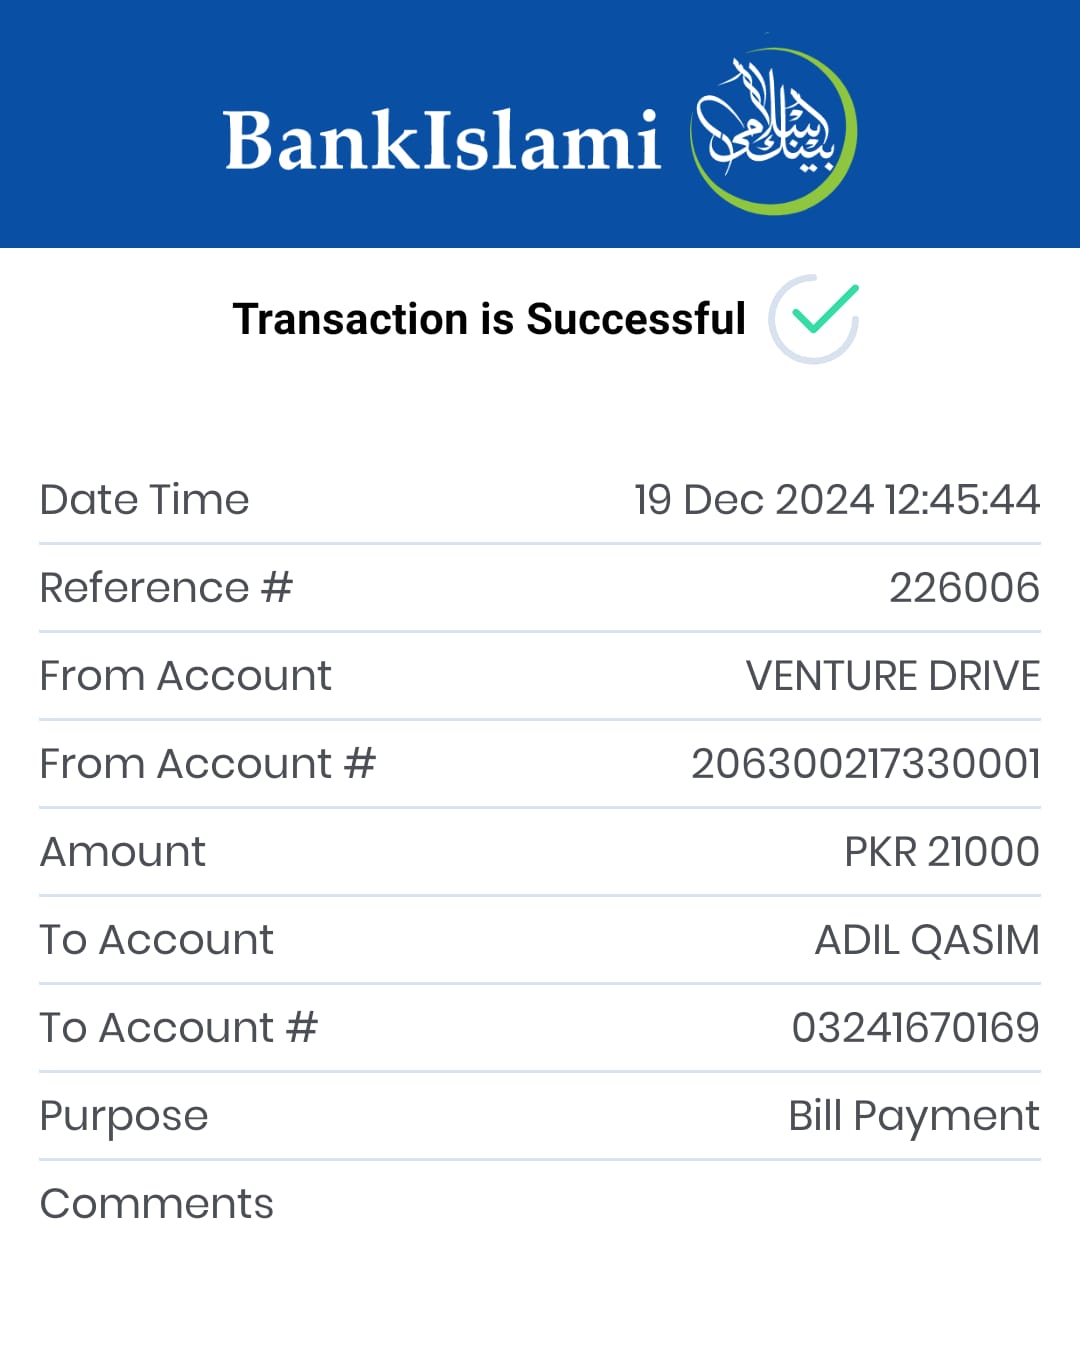 BankIslami
بینک اسلامی
Transaction is Successful
Date Time 19 Dec 2024 12:45:44
Reference # 226006
From Account VENTURE DRIVE
From Account # 206300217330001
Amount PKR 21000
To Account ADIL QASIM
To Account # 03241670169
Purpose Bill Payment
Comments